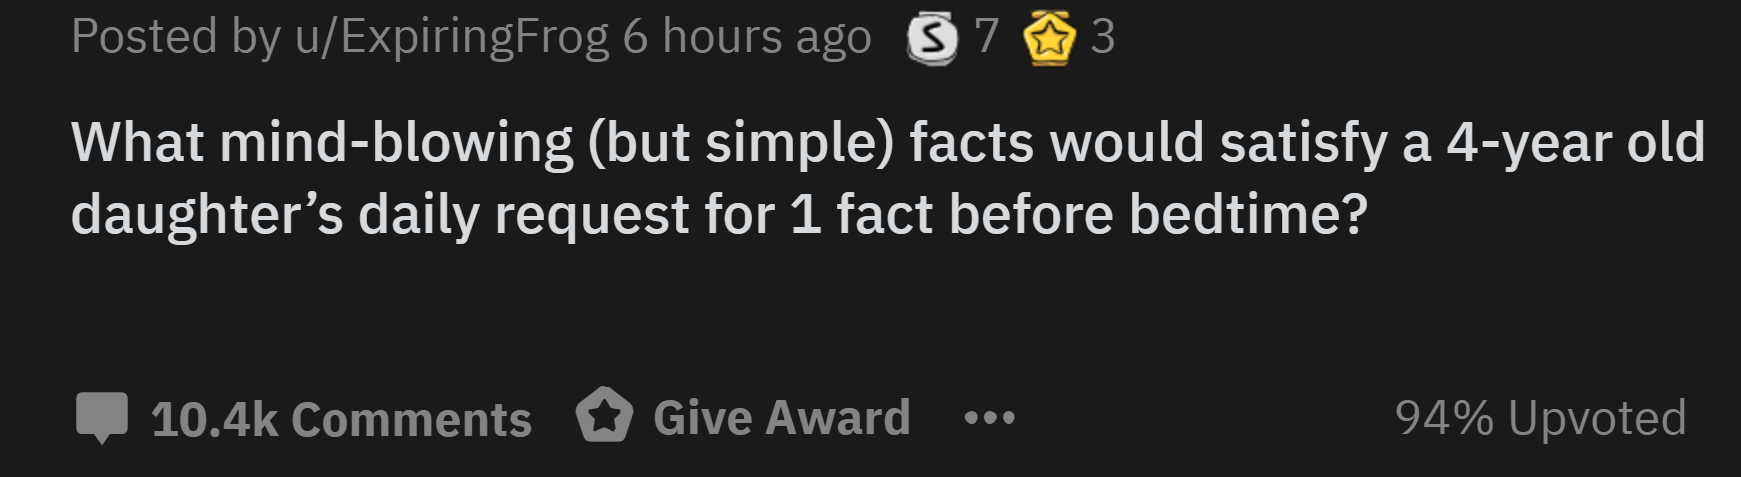 Posted by u/ExpiringFrog 6 hours ago S 7 3
What mind-blowing (but simple) facts would satisfy a 4-year old
daughter’s daily request for 1 fact before bedtime?
10.4k Comments Give Award ••• 94% Upvoted